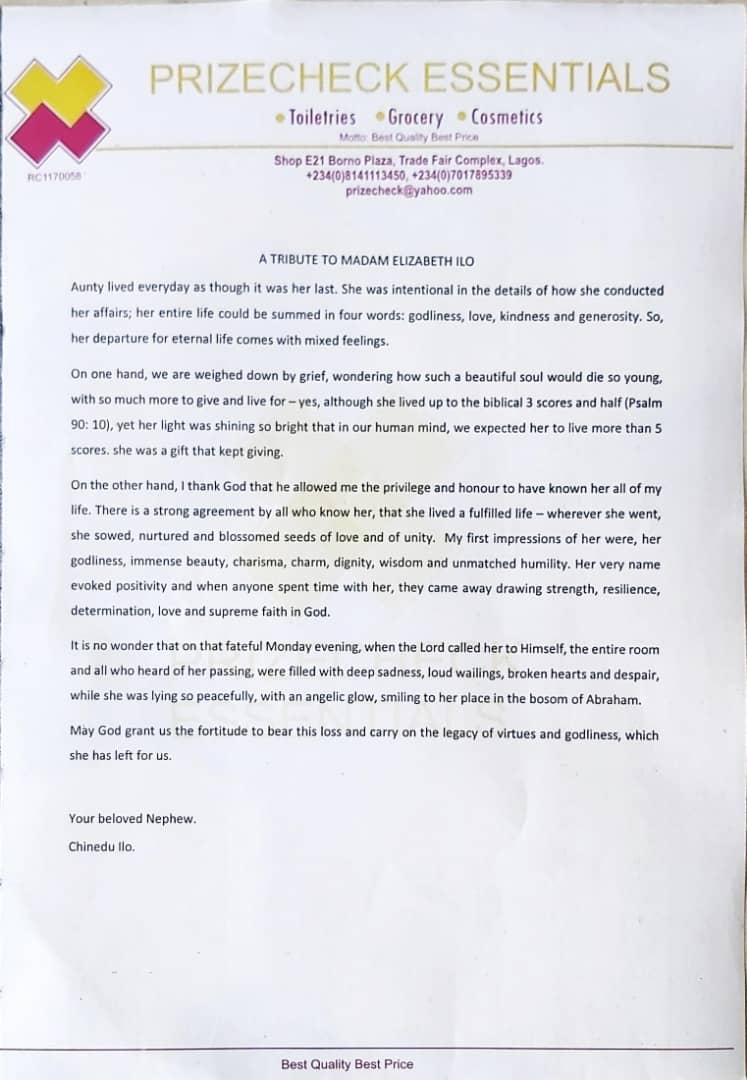 PRIZECHECK ESSENTIALS
• Toiletries • Grocery • Cosmetics
Motto: Best Quality Best Price
RC1170058
Shop E21 Borno Plaza, Trade Fair Complex, Lagos.
+234(0)8141113450, +234(0)7017895339
prizecheck@yahoo.com
A TRIBUTE TO MADAM ELIZABETH ILO
Aunty lived everyday as though it was her last. She was intentional in the details of how she conducted
her affairs; her entire life could be summed in four words: godliness, love, kindness and generosity. So,
her departure for eternal life comes with mixed feelings.
On one hand, we are weighed down by grief, wondering how such a beautiful soul would die so young,
with so much more to give and live for – yes, although she lived up to the biblical 3 scores and half (Psalm
90: 10), yet her light was shining so bright that in our human mind, we expected her to live more than 5
scores. she was a gift that kept giving.
On the other hand, I thank God that he allowed me the privilege and honour to have known her all of my
life. There is a strong agreement by all who know her, that she lived a fulfilled life – wherever she went,
she sowed, nurtured and blossomed seeds of love and of unity. My first impressions of her were, her
godliness, immense beauty, charisma, charm, dignity, wisdom and unmatched humility. Her very name
evoked positivity and when anyone spent time with her, they came away drawing strength, resilience,
determination, love and supreme faith in God.
It is no wonder that on that fateful Monday evening, when the Lord called her to Himself, the entire room
and all who heard of her passing, were filled with deep sadness, loud wailings, broken hearts and despair,
while she was lying so peacefully, with an angelic glow, smiling to her place in the bosom of Abraham.
May God grant us the fortitude to bear this loss and carry on the legacy of virtues and godliness, which
she has left for us.
Your beloved Nephew.
Chinedu Ilo.
PRIZECHECK
ESSENTIALS
Best Quality Best Price